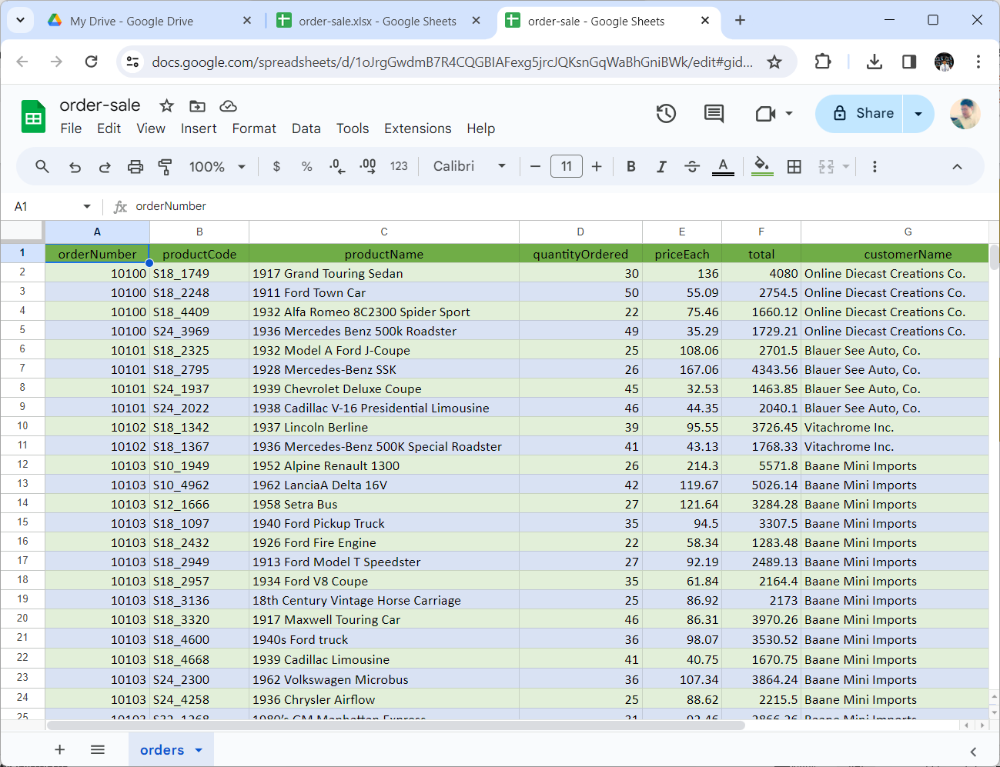 My Drive - Google Drive
order-sale.xlsx - Google Sheets
order-sale - Google Sheets
docs.google.com/spreadsheets/d/1oJrgGwdmB7R4CQGBIAFexg5jrcJQKsnGqWaBhGniBWk/edit#gid...
order-sale
File Edit View Insert Format Data Tools Extensions Help
Share
100% $ % .0 .00 123 Calibri 11 B I A
A1 fx orderNumber
A B C D E F G
1 orderNumber productCode productName quantityOrdered priceEach total customerName
2 10100 S18_1749 1917 Grand Touring Sedan 30 136 4080 Online Diecast Creations Co.
3 10100 S18_2248 1911 Ford Town Car 50 55.09 2754.5 Online Diecast Creations Co.
4 10100 S18_4409 1932 Alfa Romeo 8C2300 Spider Sport 22 75.46 1660.12 Online Diecast Creations Co.
5 10100 S24_3969 1936 Mercedes Benz 500k Roadster 49 35.29 1729.21 Online Diecast Creations Co.
6 10101 S18_2325 1932 Model A Ford J-Coupe 25 108.06 2701.5 Blauer See Auto, Co.
7 10101 S18_2795 1928 Mercedes-Benz SSK 26 167.06 4343.56 Blauer See Auto, Co.
8 10101 S24_1937 1939 Chevrolet Deluxe Coupe 45 32.53 1463.85 Blauer See Auto, Co.
9 10101 S24_2022 1938 Cadillac V-16 Presidential Limousine 46 44.35 2040.1 Blauer See Auto, Co.
10 10102 S18_1342 1937 Lincoln Berline 39 95.55 3726.45 Vitachrome Inc.
11 10102 S18_1367 1936 Mercedes-Benz 500K Special Roadster 41 43.13 1768.33 Vitachrome Inc.
12 10103 S10_1949 1952 Alpine Renault 1300 26 214.3 5571.8 Baane Mini Imports
13 10103 S10_4962 1962 LanciaA Delta 16V 42 119.67 5026.14 Baane Mini Imports
14 10103 S12_1666 1958 Setra Bus 27 121.64 3284.28 Baane Mini Imports
15 10103 S18_1097 1940 Ford Pickup Truck 35 94.5 3307.5 Baane Mini Imports
16 10103 S18_2432 1926 Ford Fire Engine 22 58.34 1283.48 Baane Mini Imports
17 10103 S18_2949 1913 Ford Model T Speedster 27 92.19 2489.13 Baane Mini Imports
18 10103 S18_2957 1934 Ford V8 Coupe 35 61.84 2164.4 Baane Mini Imports
19 10103 S18_3136 18th Century Vintage Horse Carriage 25 86.92 2173 Baane Mini Imports
20 10103 S18_3320 1917 Maxwell Touring Car 46 86.31 3970.26 Baane Mini Imports
21 10103 S18_4600 1940s Ford truck 36 98.07 3530.52 Baane Mini Imports
22 10103 S18_4668 1939 Cadillac Limousine 41 40.75 1670.75 Baane Mini Imports
23 10103 S24_2300 1962 Volkswagen Microbus 36 107.34 3864.24 Baane Mini Imports
24 10103 S24_4258 1936 Chrysler Airflow 25 88.62 2215.5 Baane Mini Imports
25 10103 S32_1268 1980's GM Manhattan Express 31 92.46 2866.26 Baane Mini Imports
orders